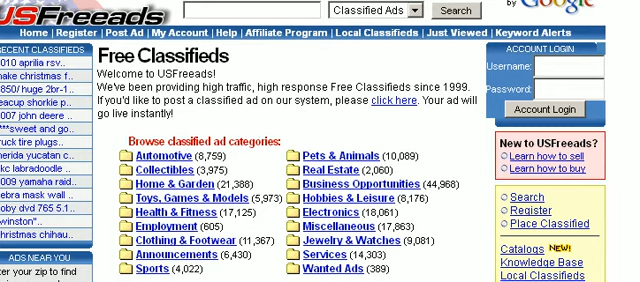 USFreeads
Classified Ads
Search
by Google
Home | Register | Post Ad | My Account | Help | Affiliate Program | Local Classifieds | Just Viewed | Keyword Alerts
RECENT CLASSIFIEDS
010 aprilia rsv..
make christmas f..
850/ huge 2br-1..
teacup shorkie p..
2007 john deere ..
***sweet and go..
truck tire plugs..
merida yucatan c..
akc labradoodle ..
2009 yamaha raid..
zebra mask wall ..
toby dvd 765 5.1..
"winston"..
christmas chihau..
ADS NEAR YOU
Enter your zip to find
Free Classifieds
Welcome to USFreeads!
We've been providing high traffic, high response Free Classifieds since 1999.
If you'd like to post a classified ad on our system, please click here. Your ad will
go live instantly!
Browse classified ad categories:
Automotive (8,759)
Collectibles (3,975)
Home & Garden (21,388)
Toys, Games & Models (5,973)
Health & Fitness (17,125)
Employment (605)
Clothing & Footwear (11,367)
Announcements (6,430)
Sports (4,022)
Pets & Animals (10,089)
Real Estate (2,060)
Business Opportunities (44,968)
Hobbies & Leisure (8,176)
Electronics (18,061)
Miscellaneous (17,863)
Jewelry & Watches (9,081)
Services (14,303)
Wanted Ads (389)
ACCOUNT LOGIN
Username:
Password:
Account Login
New to USFreeads?
Learn how to sell
Learn how to buy
Search
Register
Place Classified
Catalogs NEW!
Knowledge Base
Local Classifieds